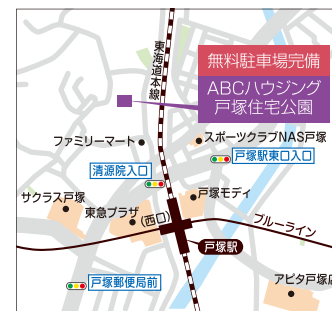 東海道本線
無料駐車場完備
ABCハウジング
戸塚住宅公園
ファミリーマート
スポーツクラブNAS戸塚
戸塚駅東口入口
清源院入口
サクラス戸塚
戸塚モディ
東急プラザ
(西口)
ブルーライン
戸塚駅
戸塚郵便局前
アピタ戸塚店